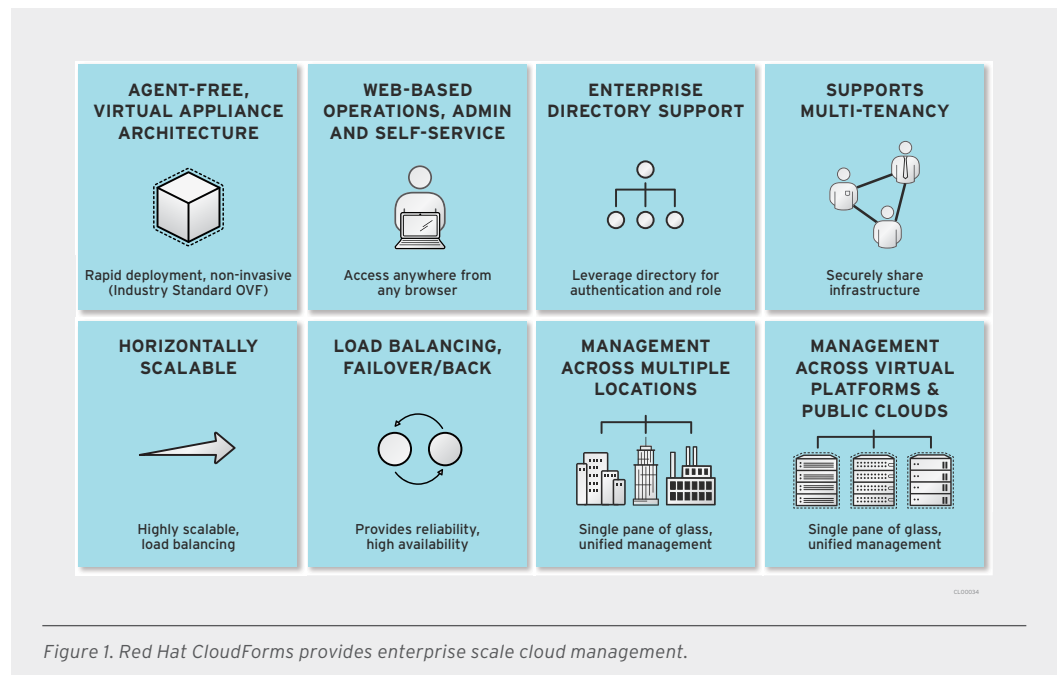 AGENT-FREE,
VIRTUAL APPLIANCE
ARCHITECTURE
Rapid deployment, non-invasive
(Industry Standard OVF)
WEB-BASED
OPERATIONS, ADMIN
AND SELF-SERVICE
Access anywhere from
any browser
ENTERPRISE
DIRECTORY SUPPORT
Leverage directory for
authentication and role
SUPPORTS
MULTI-TENANCY
Securely share
infrastructure
HORIZONTALLY
SCALABLE
Highly scalable,
load balancing
LOAD BALANCING,
FAILOVER/BACK
Provides reliability,
high availability
MANAGEMENT
ACROSS MULTIPLE
LOCATIONS
Single pane of glass,
unified management
MANAGEMENT
ACROSS VIRTUAL
PLATFORMS &
PUBLIC CLOUDS
Single pane of glass,
unified management
CLO0034
Figure 1. Red Hat CloudForms provides enterprise scale cloud management.